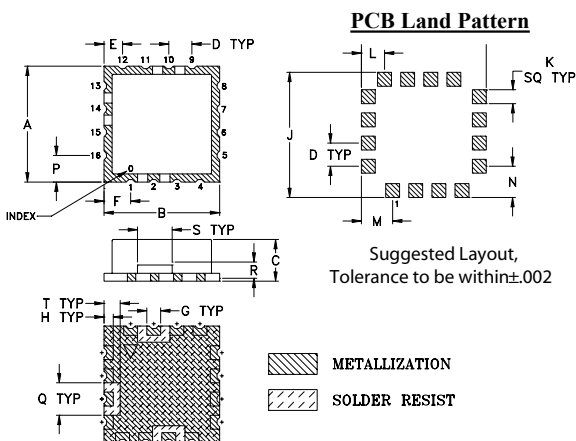 PCB Land Pattern
E
D TYP
12 11 10 9
L
K
SQ TYP
13
8
14
7
A
J
15
6
D TYP
P
16
5
N
0
1 2 3 4
1
F
B
M
INDEX
S TYP
C
R
Suggested Layout,
Tolerance to be within±.002
T TYP
H TYP
G TYP
METALLIZATION
Q TYP
SOLDER RESIST